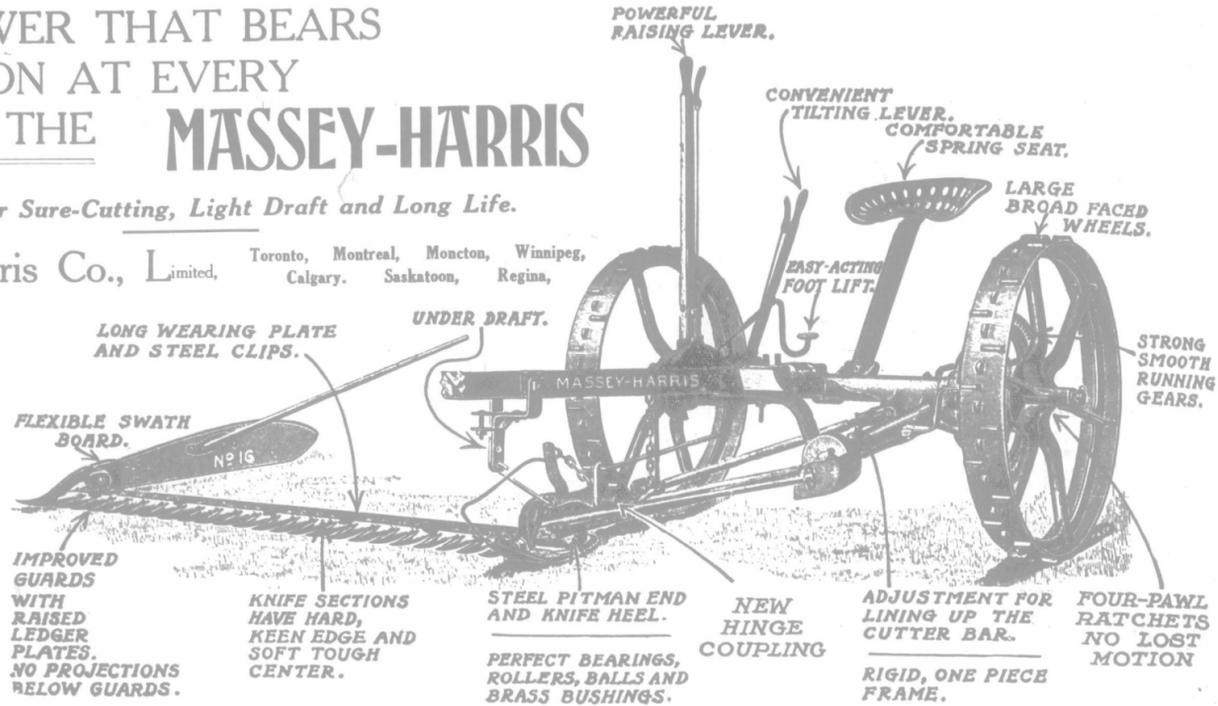 WER THAT BEARS
ON AT EVERY
THE MASSEY-HARRIS
r Sure-Cutting, Light Draft and Long Life.
rris Co., Limited, Toronto, Montreal, Moncton, Winnipeg,
Calgary. Saskatoon, Regina,
POWERFUL
RAISING LEVER.
CONVENIENT
TILTING LEVER.
COMFORTABLE
SPRING SEAT.
LARGE
BROAD FACED
WHEELS.
EASY-ACTING
FOOT LIFT.
UNDER DRAFT.
LONG WEARING PLATE
AND STEEL CLIPS.
STRONG
SMOOTH
RUNNING
GEARS.
MASSEY-HARRIS
FLEXIBLE SWATH
BOARD.
No 16
IMPROVED
GUARDS
WITH
RAISED
LEDGER
PLATES.
NO PROJECTIONS
BELOW GUARDS.
KNIFE SECTIONS
HAVE HARD,
KEEN EDGE AND
SOFT TOUGH
CENTER.
STEEL PITMAN END
AND KNIFE HEEL.
PERFECT BEARINGS,
ROLLERS, BALLS AND
BRASS BUSHINGS.
NEW
HINGE
COUPLING
ADJUSTMENT FOR
LINING UP THE
CUTTER BAR.
RIGID, ONE PIECE
FRAME.
FOUR-PAWL
RATCHETS
NO LOST
MOTION